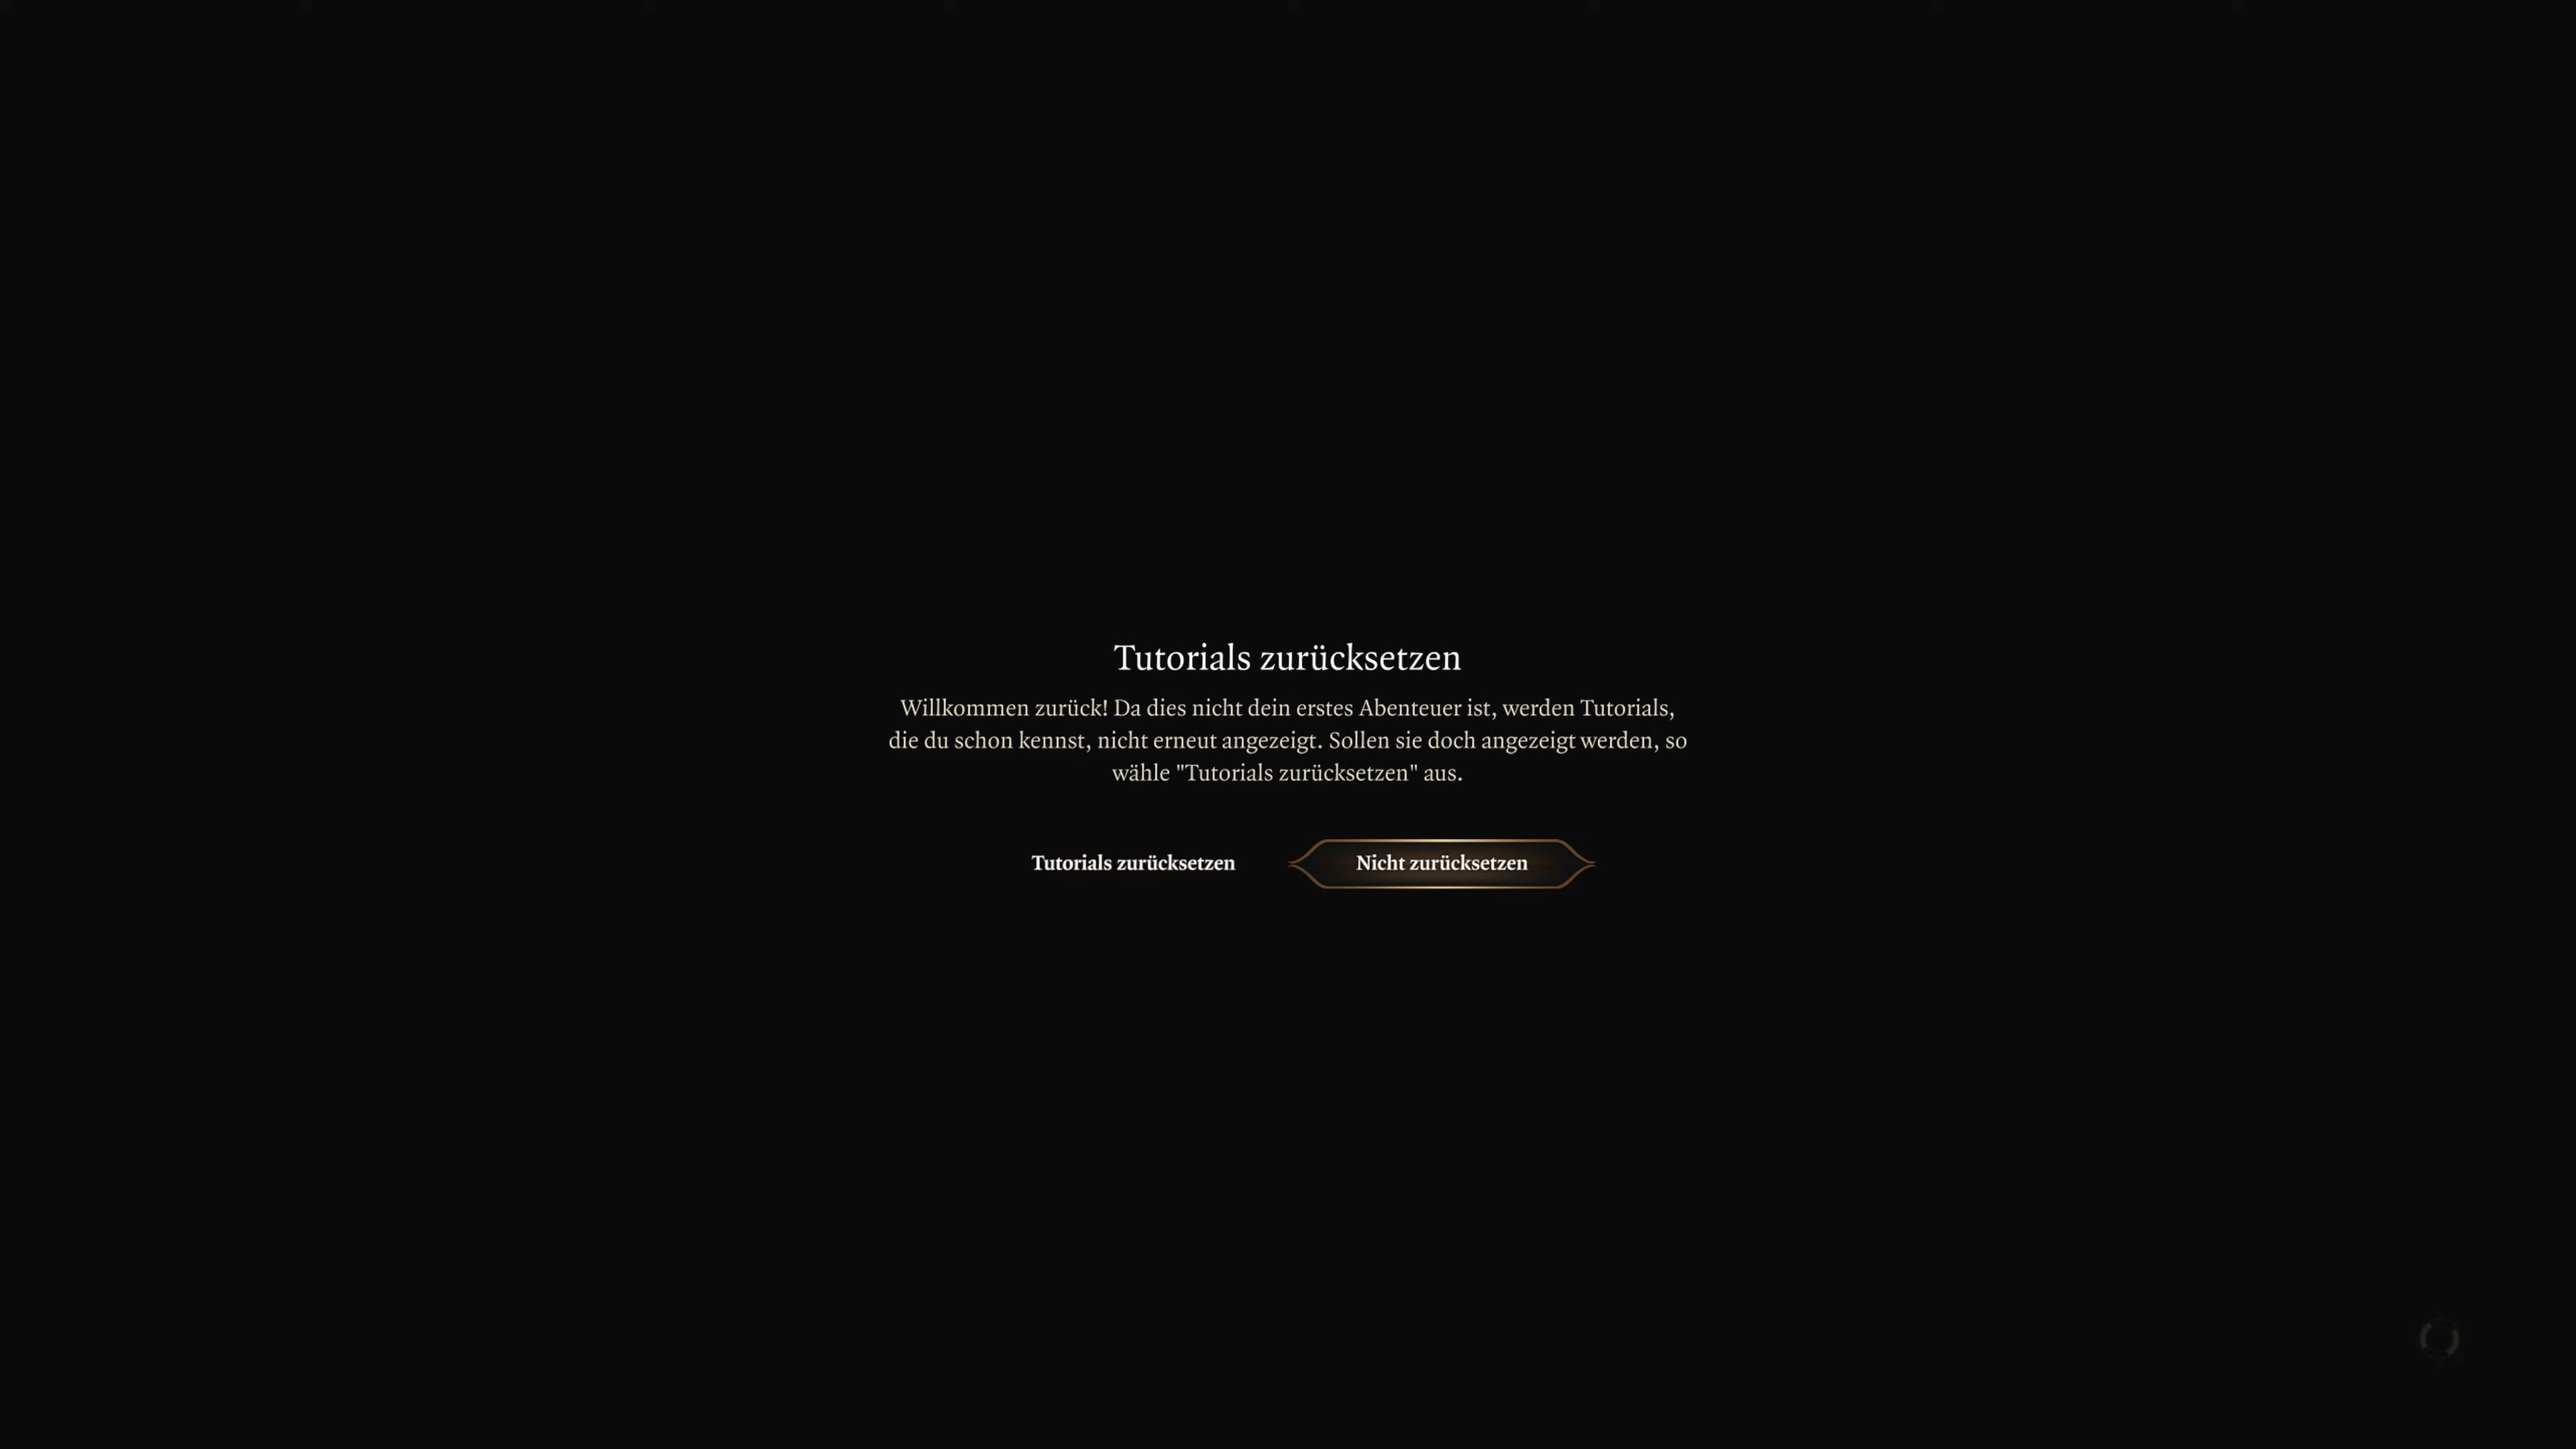 Tutorials zurücksetzen
Willkommen zurück! Da dies nicht dein erstes Abenteuer ist, werden Tutorials,
die du schon kennst, nicht erneut angezeigt. Sollen sie doch angezeigt werden, so
wähle "Tutorials zurücksetzen" aus.
Tutorials zurücksetzen
Nicht zurücksetzen